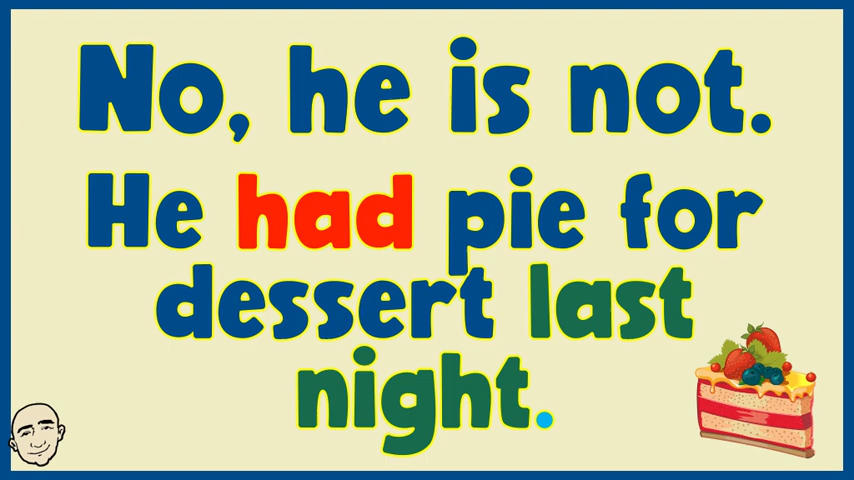 No, he is not.
He had pie for
dessert last
night.